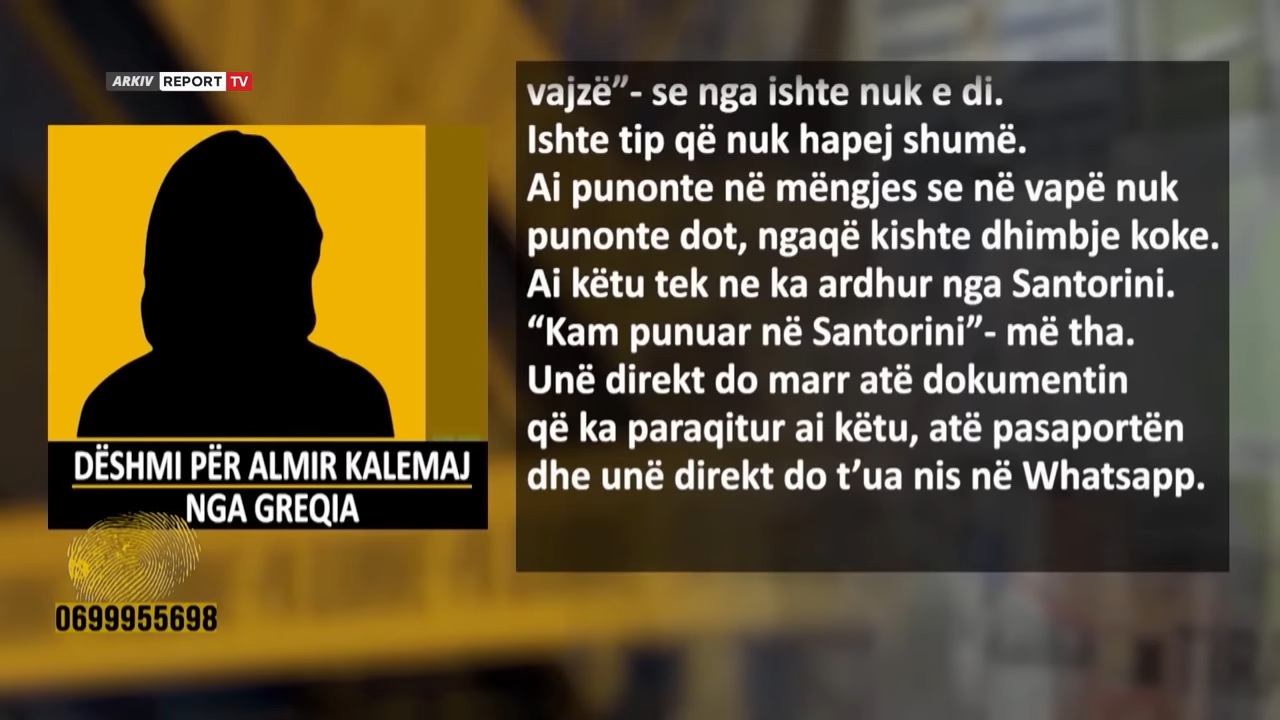 ARKIV REPORT TV
vajzë”- se nga ishte nuk e di.
Ishte tip që nuk hapej shumë.
Ai punonte në mëngjes se në vapë nuk
punonte dot, ngaqë kishte dhimbje koke.
Ai këtu tek ne ka ardhur nga Santorini.
“Kam punuar në Santorini”- më tha.
Unë direkt do marr atë dokumentin
që ka paraqitur ai këtu, atë pasaportën
dhe unë direkt do t’ua nis në Whatsapp.
DËSHMI PËR ALMIR KALEMAJ
NGA GREQIA
0699955698